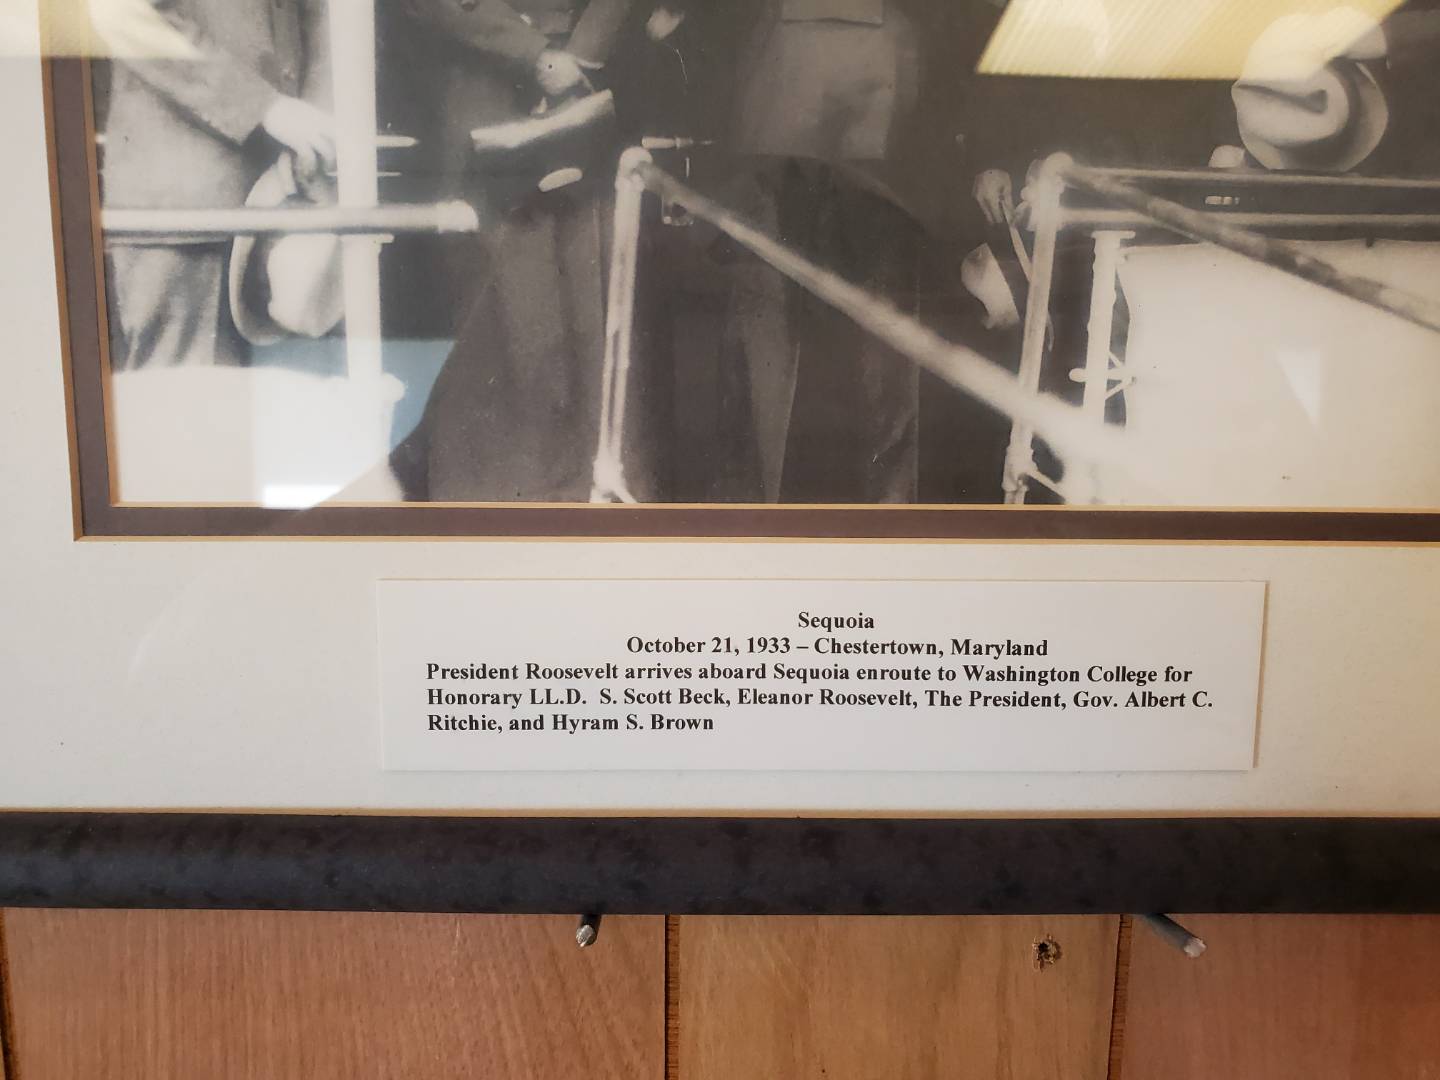 Sequoia
October 21, 1933 – Chestertown, Maryland
President Roosevelt arrives aboard Sequoia enroute to Washington College for
Honorary LL.D.  S. Scott Beck, Eleanor Roosevelt, The President, Gov. Albert C.
Ritchie, and Hyram S. Brown